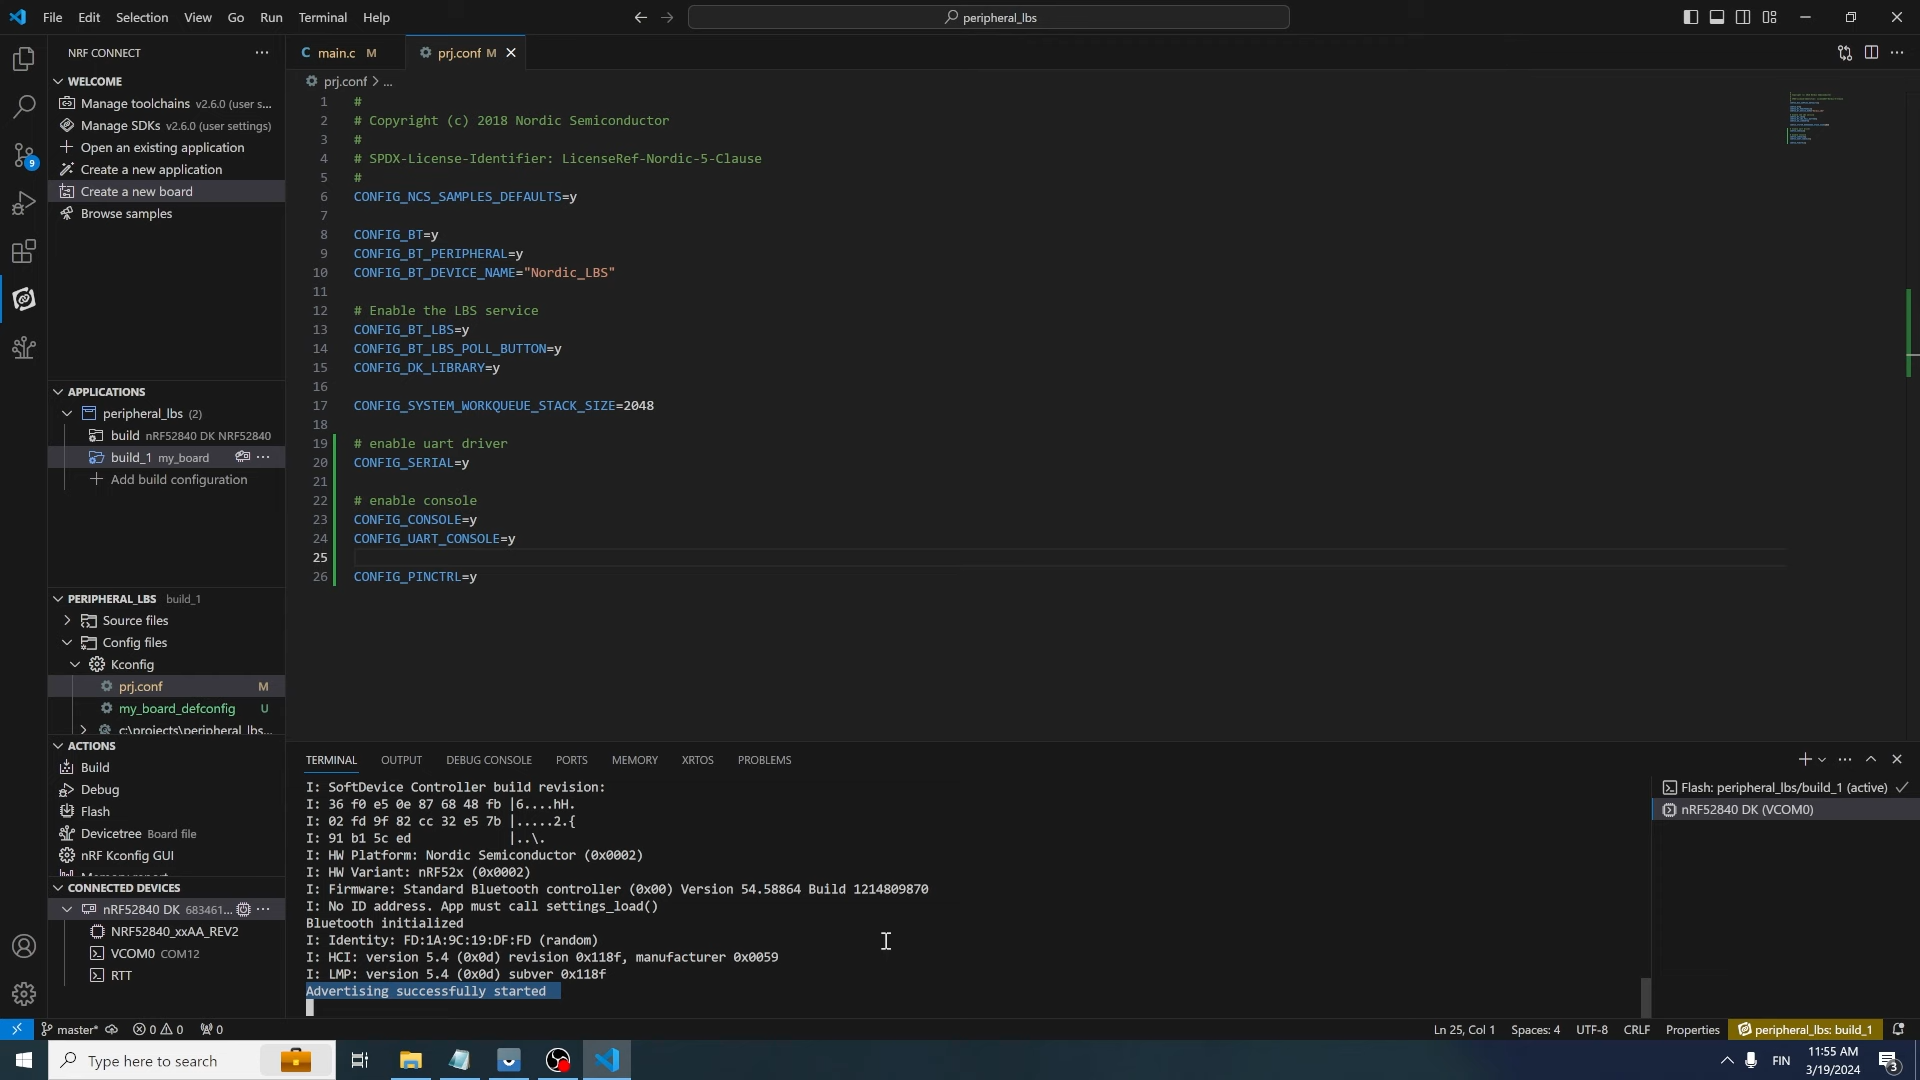 File Edit Selection View Go Run Terminal Help
peripheral_lbs
NRF CONNECT
WELCOME
Manage toolchains v2.6.0 (user s...
Manage SDKs v2.6.0 (user settings)
Open an existing application
Create a new application
Create a new board
Browse samples
9
APPLICATIONS
peripheral_lbs (2)
build nRF52840 DK NRF52840
build_1 my_board
Add build configuration
PERIPHERAL_LBS build_1
Source files
Config files
Kconfig
prj.conf M
my_board_defconfig U
c:\projects\peripheral_lbs...
ACTIONS
Build
Debug
Flash
Devicetree Board file
nRF Kconfig GUI
Memory report
CONNECTED DEVICES
nRF52840 DK 683461...
NRF52840_xxAA_REV2
VCOM0 COM12
RTT
main.c M
prj.conf M
prj.conf > ...
1 #
2 # Copyright (c) 2018 Nordic Semiconductor
3 #
4 # SPDX-License-Identifier: LicenseRef-Nordic-5-Clause
5 #
6 CONFIG_NCS_SAMPLES_DEFAULTS=y
7
8 CONFIG_BT=y
9 CONFIG_BT_PERIPHERAL=y
10 CONFIG_BT_DEVICE_NAME="Nordic_LBS"
11
12 # Enable the LBS service
13 CONFIG_BT_LBS=y
14 CONFIG_BT_LBS_POLL_BUTTON=y
15 CONFIG_DK_LIBRARY=y
16
17 CONFIG_SYSTEM_WORKQUEUE_STACK_SIZE=2048
18
19 # enable uart driver
20 CONFIG_SERIAL=y
21
22 # enable console
23 CONFIG_CONSOLE=y
24 CONFIG_UART_CONSOLE=y
25
26 CONFIG_PINCTRL=y
TERMINAL OUTPUT DEBUG CONSOLE PORTS MEMORY XRTOS PROBLEMS
I: SoftDevice Controller build revision:
I: 36 f0 e5 0e 87 68 48 fb |6....hH.
I: 02 fd 9f 82 cc 32 e5 7b |.....2.{
I: 91 b1 5c ed |..\.
I: HW Platform: Nordic Semiconductor (0x0002)
I: HW Variant: nRF52x (0x0002)
I: Firmware: Standard Bluetooth controller (0x00) Version 54.58864 Build 1214809870
I: No ID address. App must call settings_load()
Bluetooth initialized
I: Identity: FD:1A:9C:19:DF:FD (random)
I: HCI: version 5.4 (0x0d) revision 0x118f, manufacturer 0x0059
I: LMP: version 5.4 (0x0d) subver 0x118f
Advertising successfully started
Flash: peripheral_lbs/build_1 (active)
nRF52840 DK (VCOM0)
master* 0 0 0
Ln 25, Col 1 Spaces: 4 UTF-8 CRLF Properties peripheral_lbs: build_1
Type here to search
FIN
11:55 AM
3/19/2024
3